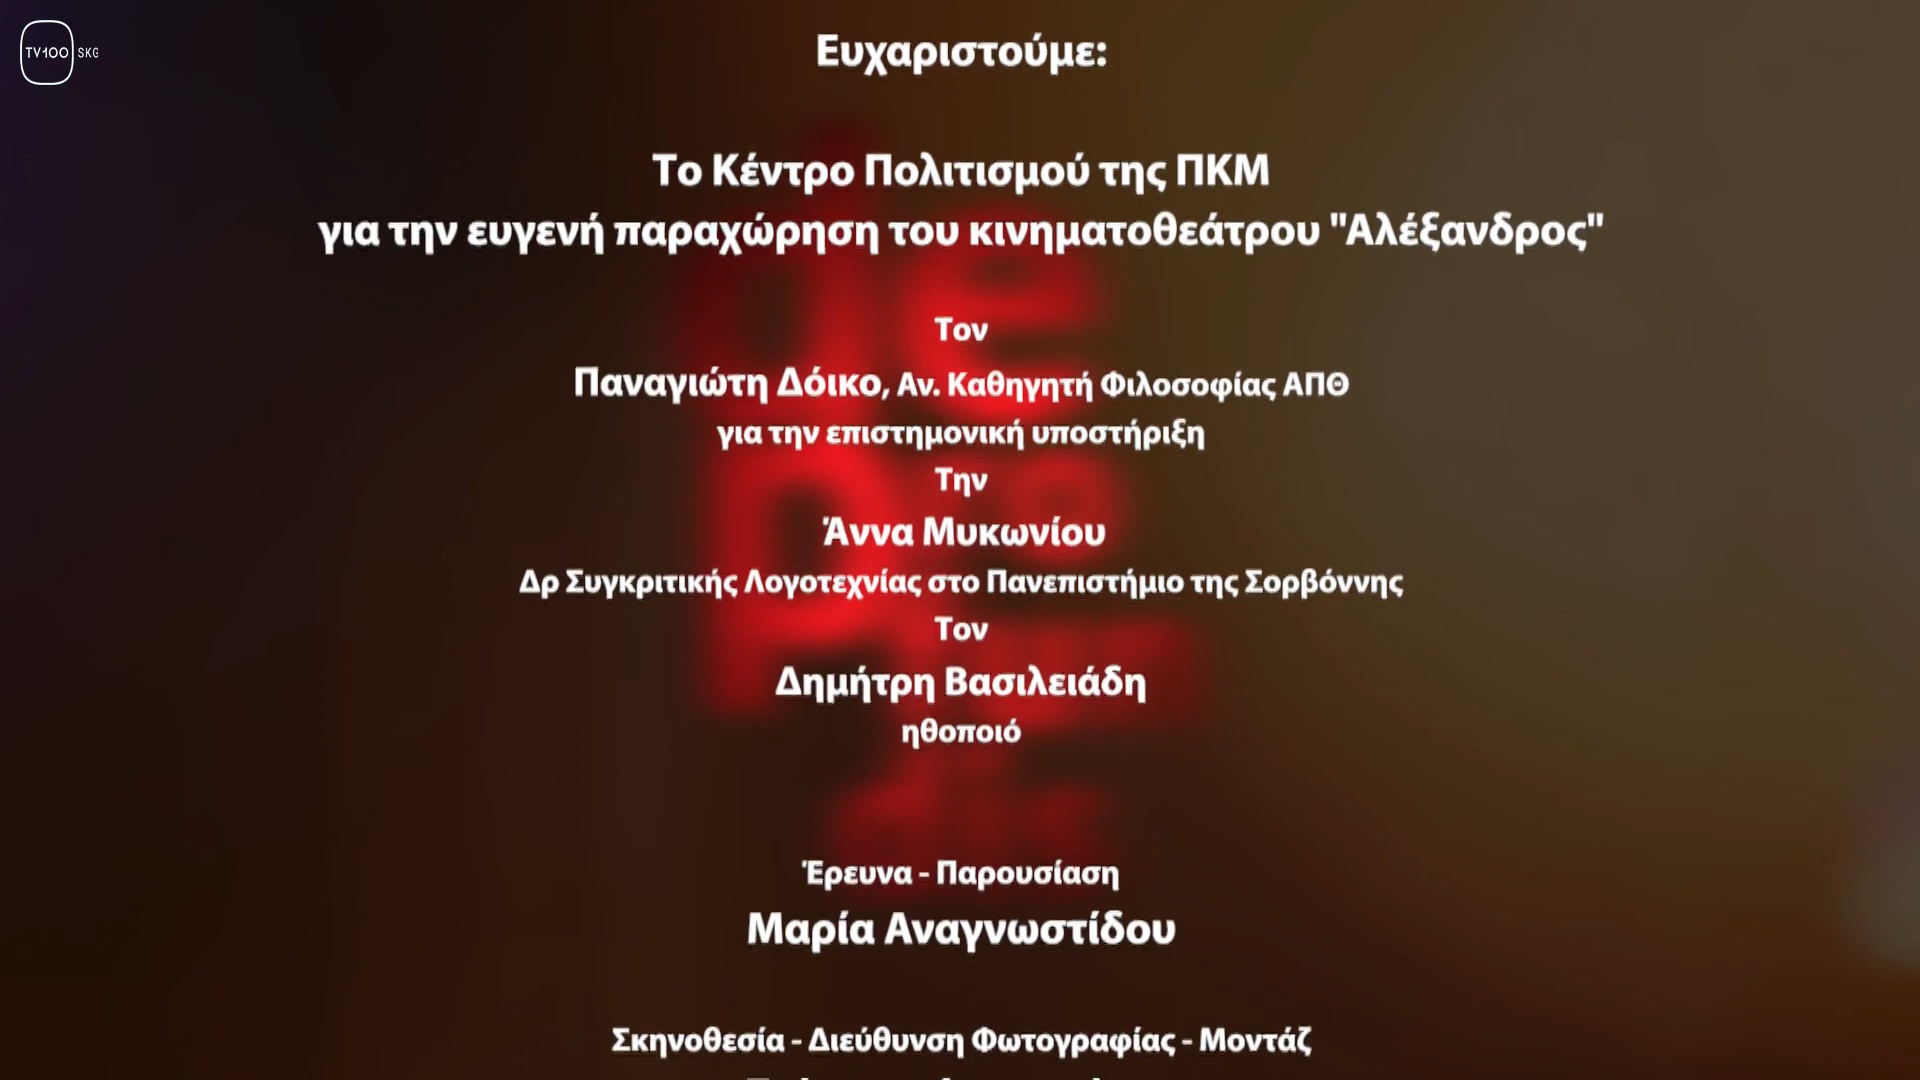 TV100 SKG
Ευχαριστούμε:
Το Κέντρο Πολιτισμού της ΠΚΜ
για την ευγενή παραχώρηση του κινηματοθεάτρου "Αλέξανδρος"
Τον
Παναγιώτη Δόικο, Αν. Καθηγητή Φιλοσοφίας ΑΠΘ
για την επιστημονική υποστήριξη
Την
Άννα Μυκωνίου
Δρ Συγκριτικής Λογοτεχνίας στο Πανεπιστήμιο της Σορβόννης
Τον
Δημήτρη Βασιλειάδη
ηθοποιό
Έρευνα - Παρουσίαση
Μαρία Αναγνωστίδου
Σκηνοθεσία - Διεύθυνση Φωτογραφίας - Μοντάζ